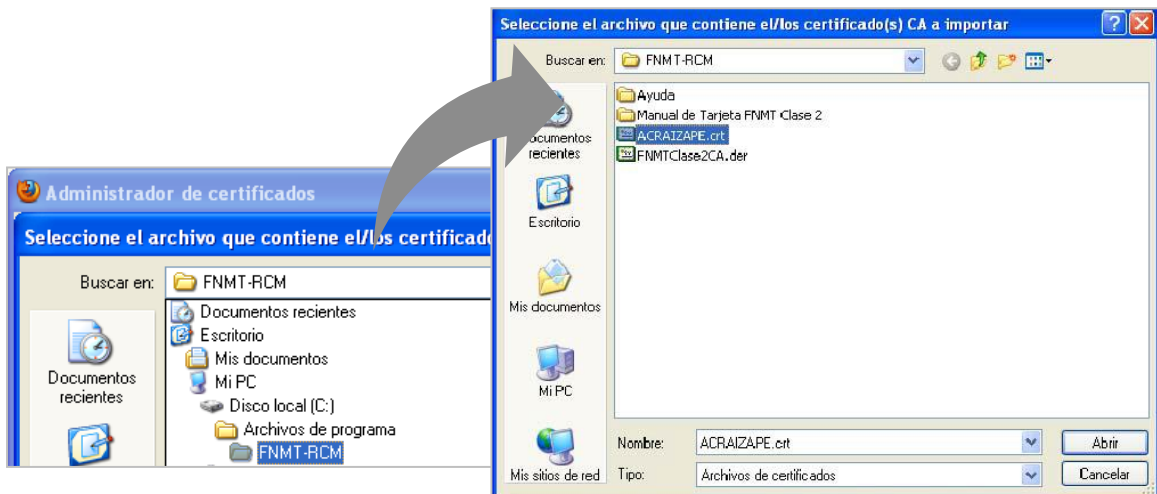 Administrador de certificados
Seleccione el archivo que contiene el/los certificado
Buscar en:
FNMT-RCM
Documentos recientes
Escritorio
Mis documentos
Mi PC
Disco local (C:)
Archivos de programa
FNMT-RCM
Documentos
recientes
Seleccione el archivo que contiene el/los certificado(s) CA a importar
Buscar en:
FNMT-RCM
Ayuda
Manual de Tarjeta FNMT Clase 2
ACRAIZAPE.crt
FNMTClase2CA.der
ocumentos
recientes
Escritorio
Mis documentos
Mi PC
Mis sitios de red
Nombre:
ACRAIZAPE.crt
Abrir
Tipo:
Archivos de certificados
Cancelar